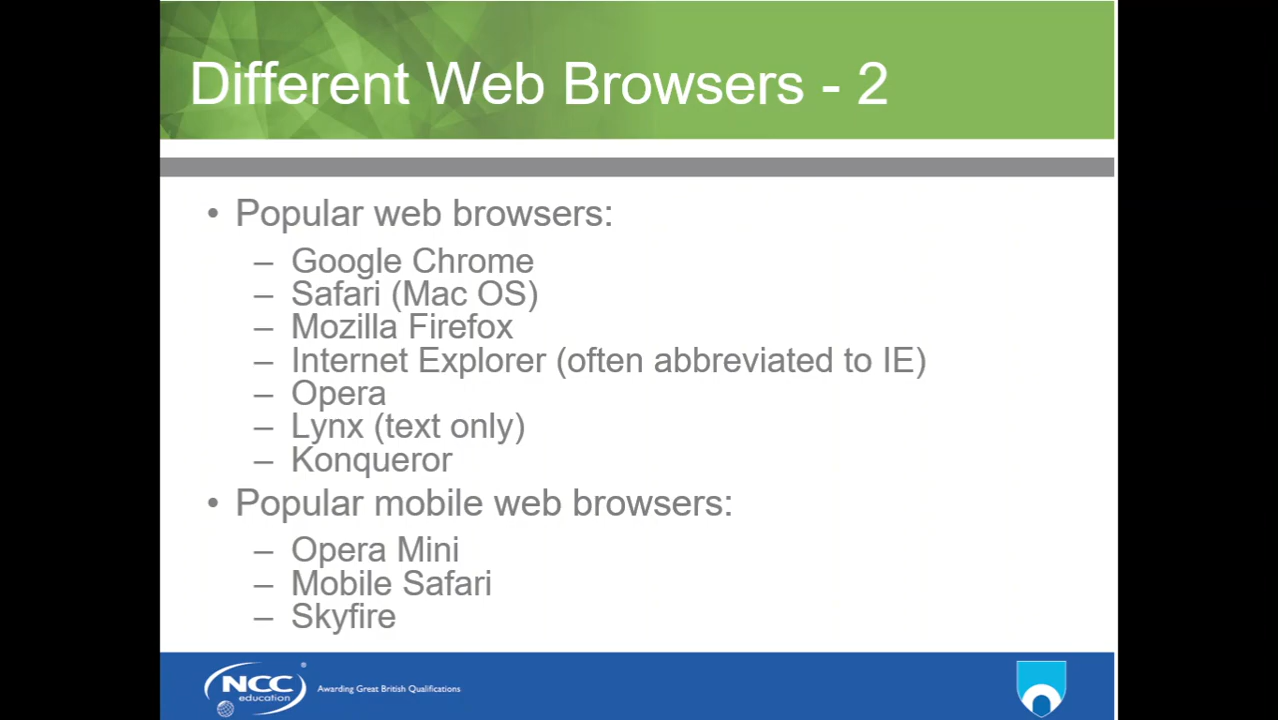 Different Web Browsers - 2
• Popular web browsers:
– Google Chrome
– Safari (Mac OS)
– Mozilla Firefox
– Internet Explorer (often abbreviated to IE)
– Opera
– Lynx (text only)
– Konqueror
• Popular mobile web browsers:
– Opera Mini
– Mobile Safari
– Skyfire
NCC
education
®
Awarding Great British Qualifications